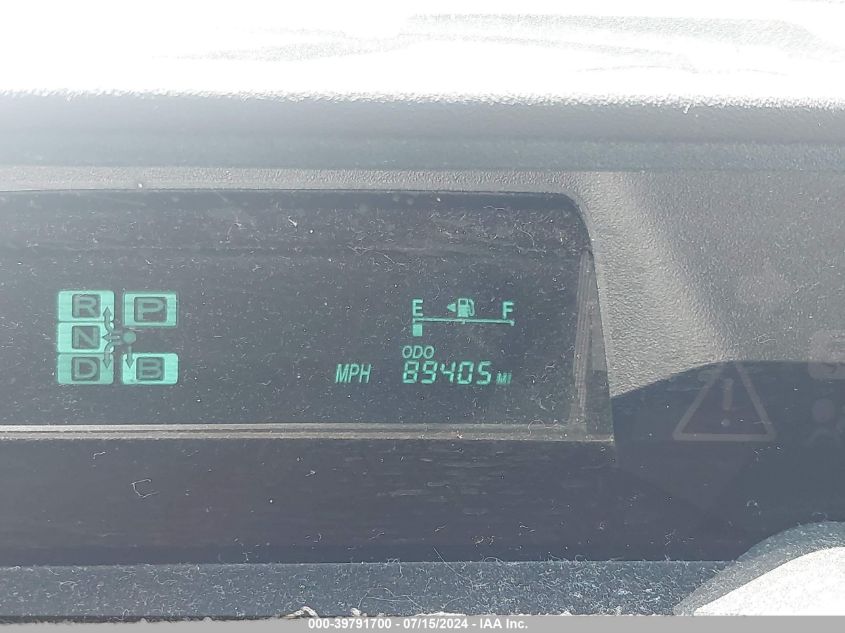 R P
N
D B
E F
ODO
MPH 89405 MI
000-39791700 - 07/15/2024 - IAA Inc.